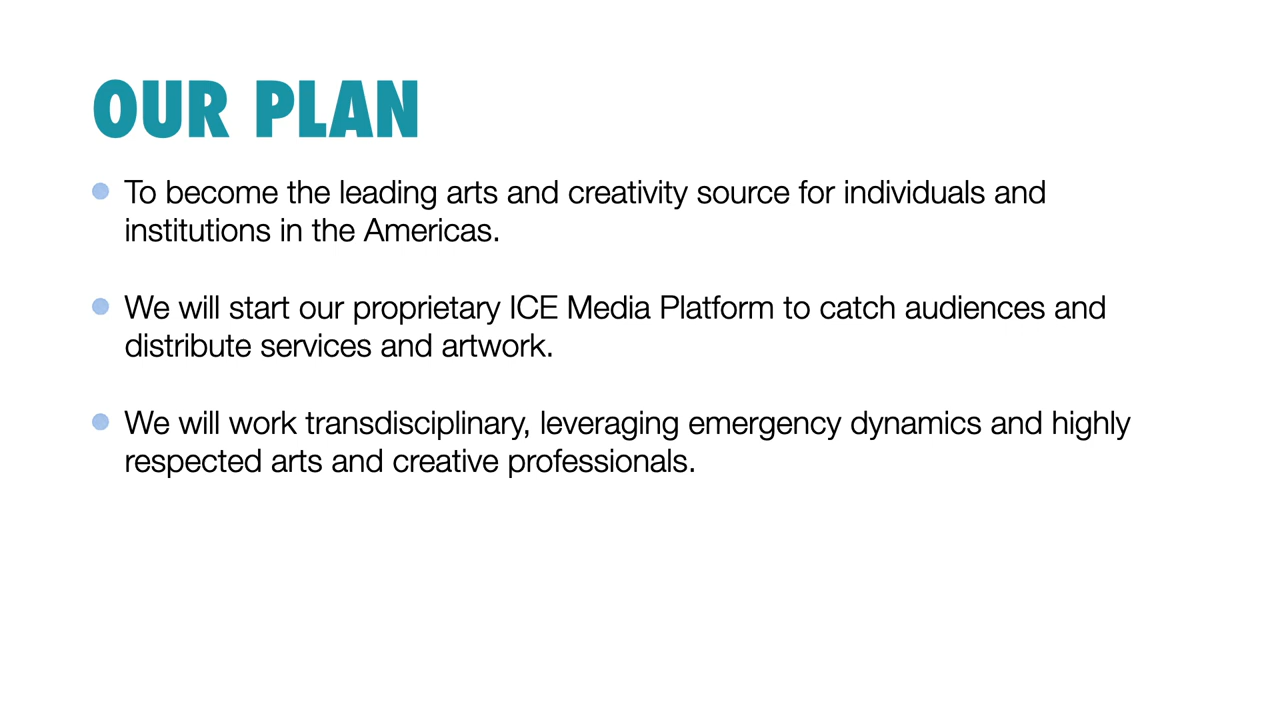 OUR PLAN
To become the leading arts and creativity source for individuals and
institutions in the Americas.
We will start our proprietary ICE Media Platform to catch audiences and
distribute services and artwork.
We will work transdisciplinary, leveraging emergency dynamics and highly
respected arts and creative professionals.